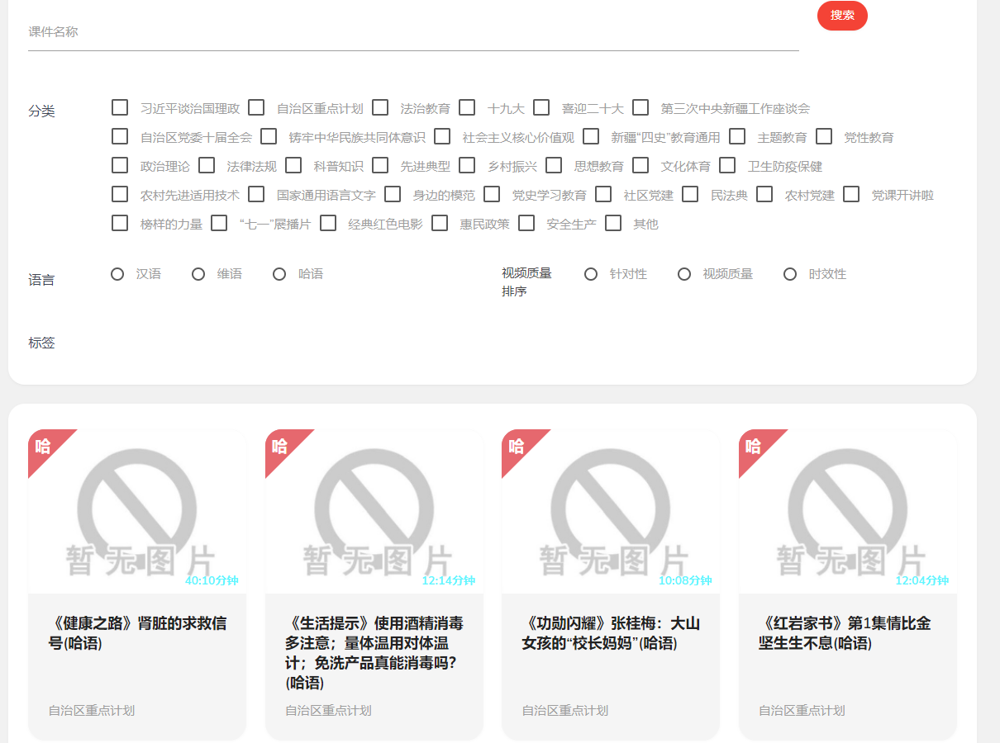 搜索
课件名称
分类
习近平谈治国理政 自治区重点计划 法治教育 十九大 喜迎二十大 第三次中央新疆工作座谈会
自治区党委十届全会 铸牢中华民族共同体意识 社会主义核心价值观 新疆“四史”教育通用 主题教育 党性教育
政治理论 法律法规 科普知识 先进典型 乡村振兴 思想教育 文化体育 卫生防疫保健
农村先进适用技术 国家通用语言文字 身边的模范 党史学习教育 社区党建 民法典 农村党建 党课开讲啦
榜样的力量 “七一”展播片 经典红色电影 惠民政策 安全生产 其他
语言
汉语 维语 哈语
视频质量
排序
针对性 视频质量 时效性
标签
哈
暂无图片
40:10分钟
《健康之路》肾脏的求救信
号(哈语)
自治区重点计划
哈
暂无图片
12:14分钟
《生活提示》使用酒精消毒
多注意；量体温用对体温
计；免洗产品真能消毒吗？
(哈语)
自治区重点计划
哈
暂无图片
10:08分钟
《功勋闪耀》张桂梅：大山
女孩的“校长妈妈”(哈语)
自治区重点计划
哈
暂无图片
12:04分钟
《红岩家书》第1集情比金
坚生生不息(哈语)
自治区重点计划